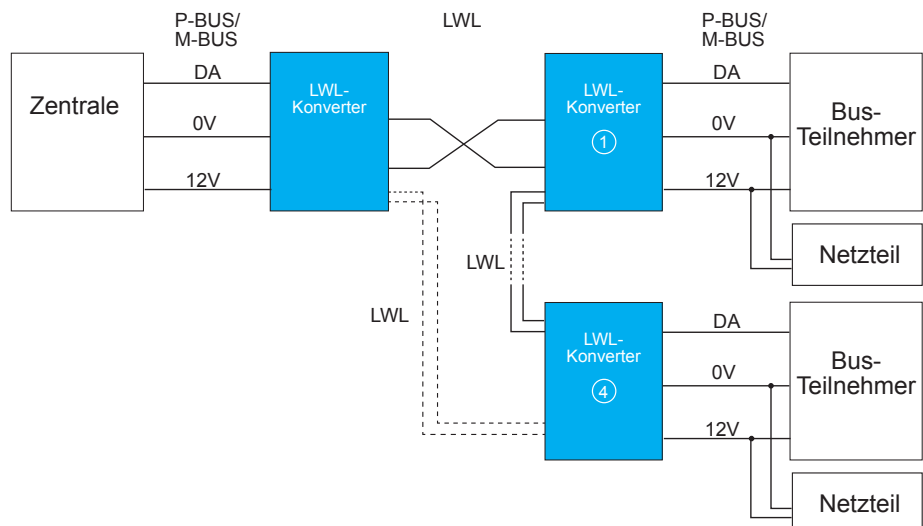 P-BUS/
M-BUS
LWL
P-BUS/
M-BUS
Zentrale
DA
0V
12V
LWL-
Konverter
LWL-
Konverter
1
DA
0V
12V
Bus-
Teilnehmer
Netzteil
LWL
LWL
LWL-
Konverter
4
DA
0V
12V
Bus-
Teilnehmer
Netzteil